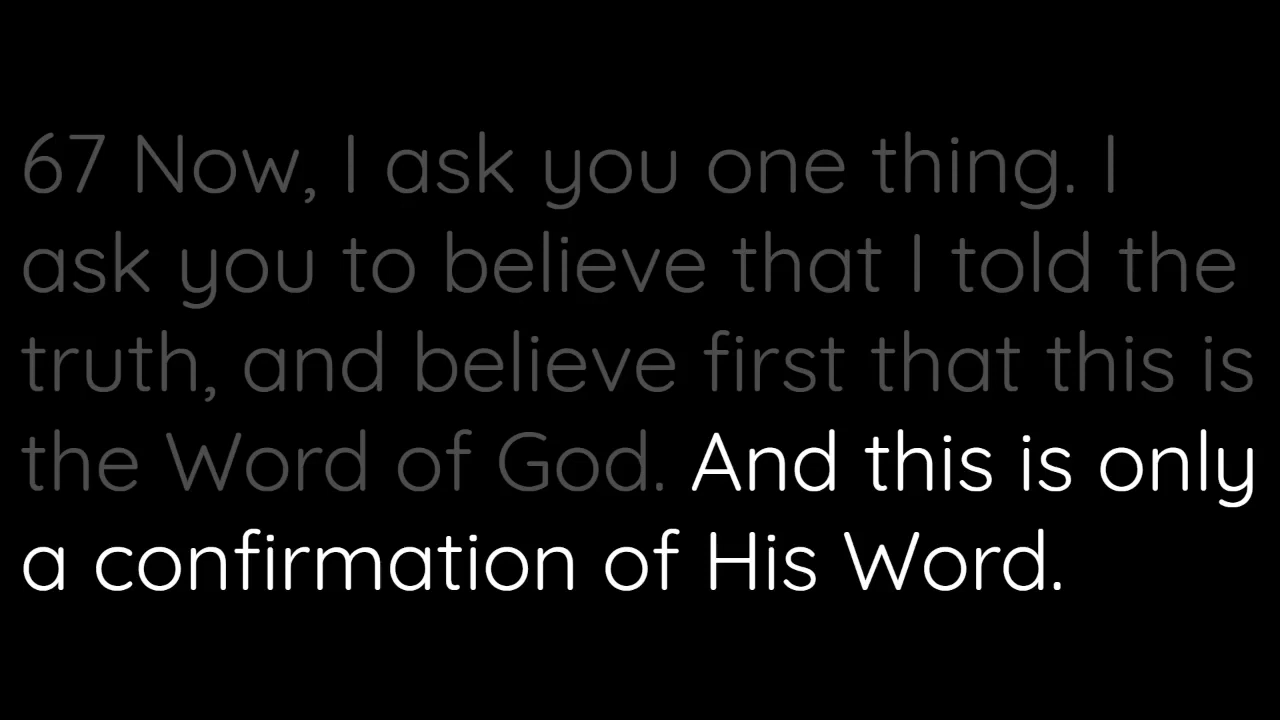 67 Now, I ask you one thing. I
ask you to believe that I told the
truth, and believe first that this is
the Word of God. And this is only
a confirmation of His Word.